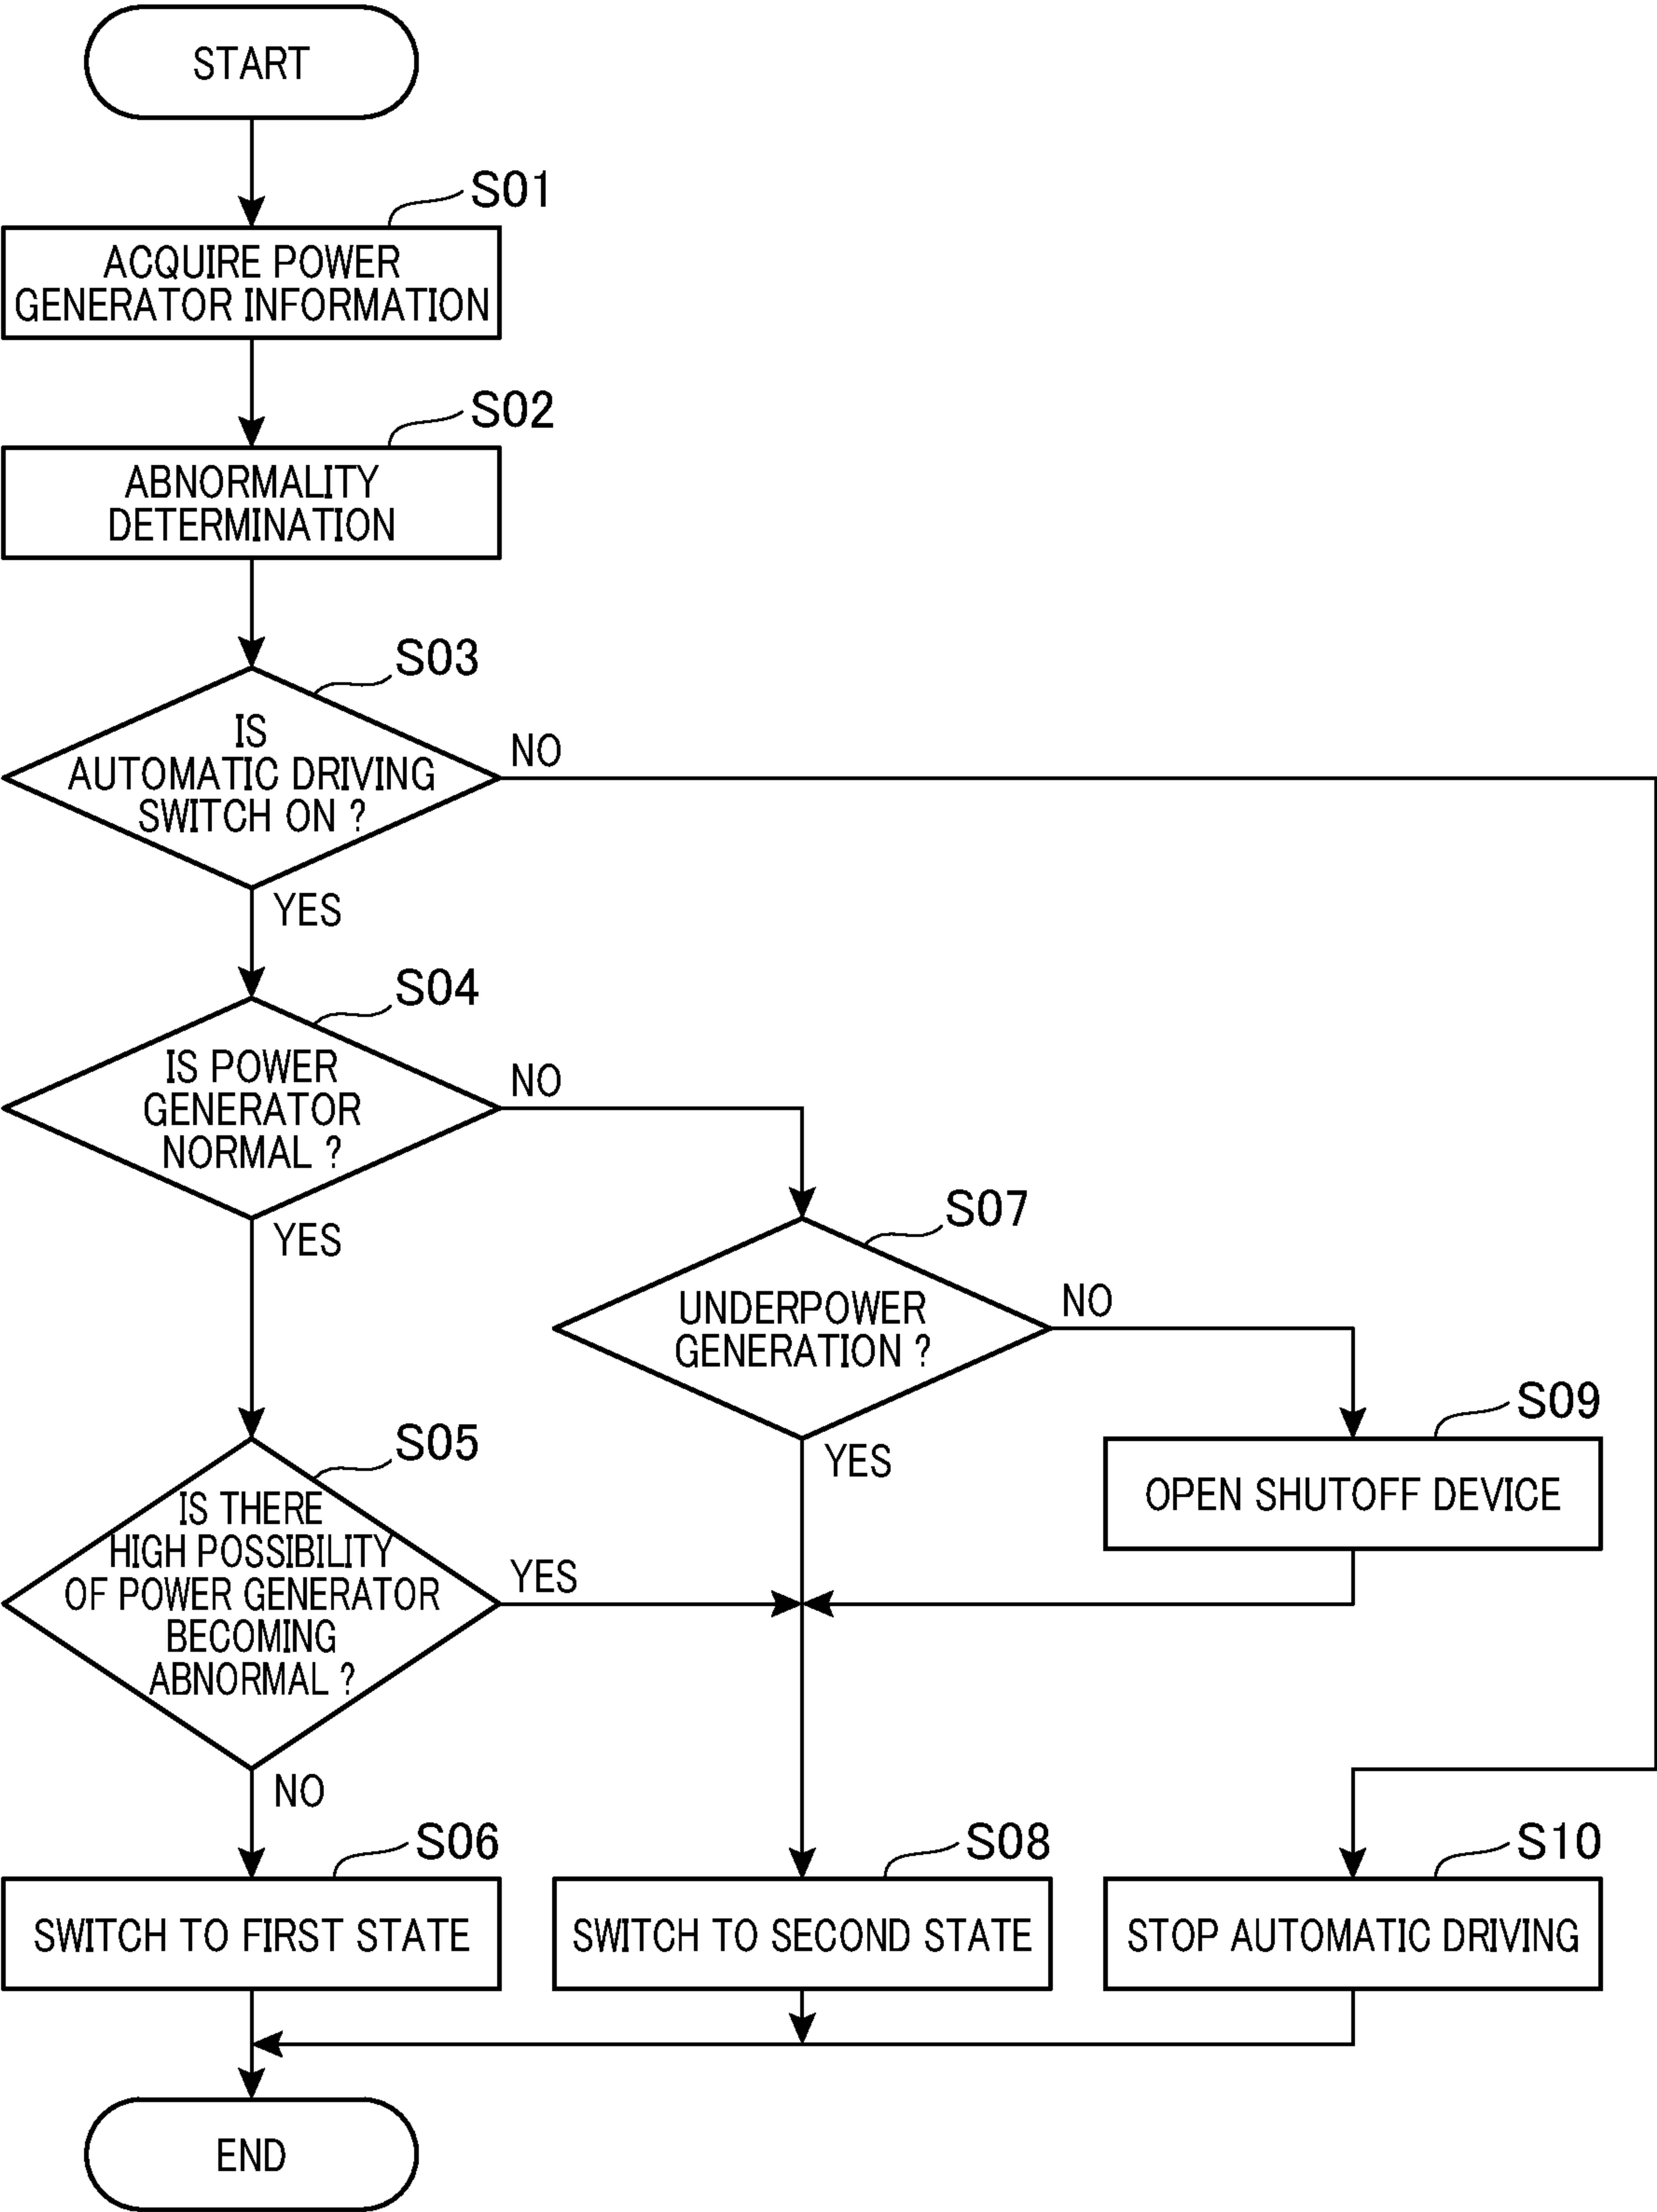 START
S01
ACQUIRE POWER
GENERATOR INFORMATION
S02
ABNORMALITY
DETERMINATION
S03
IS
AUTOMATIC DRIVING
SWITCH ON ?
NO
YES
S04
IS POWER
GENERATOR
NORMAL ?
NO
YES
S07
UNDERPOWER
GENERATION ?
NO
YES
S09
OPEN SHUTOFF DEVICE
S05
IS THERE
HIGH POSSIBILITY
OF POWER GENERATOR
BECOMING
ABNORMAL ?
YES
NO
S06
SWITCH TO FIRST STATE
S08
SWITCH TO SECOND STATE
S10
STOP AUTOMATIC DRIVING
END